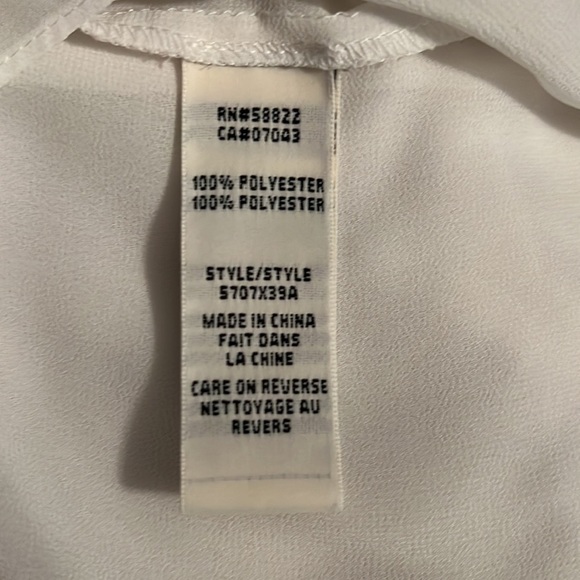 RN#58822
CA#07043
100% POLYESTER
100% POLYESTER
STYLE/STYLE
5707X39A
MADE IN CHINA
FAIT DANS
LA CHINE
CARE ON REVERSE
NETTOYAGE AU
REVERS